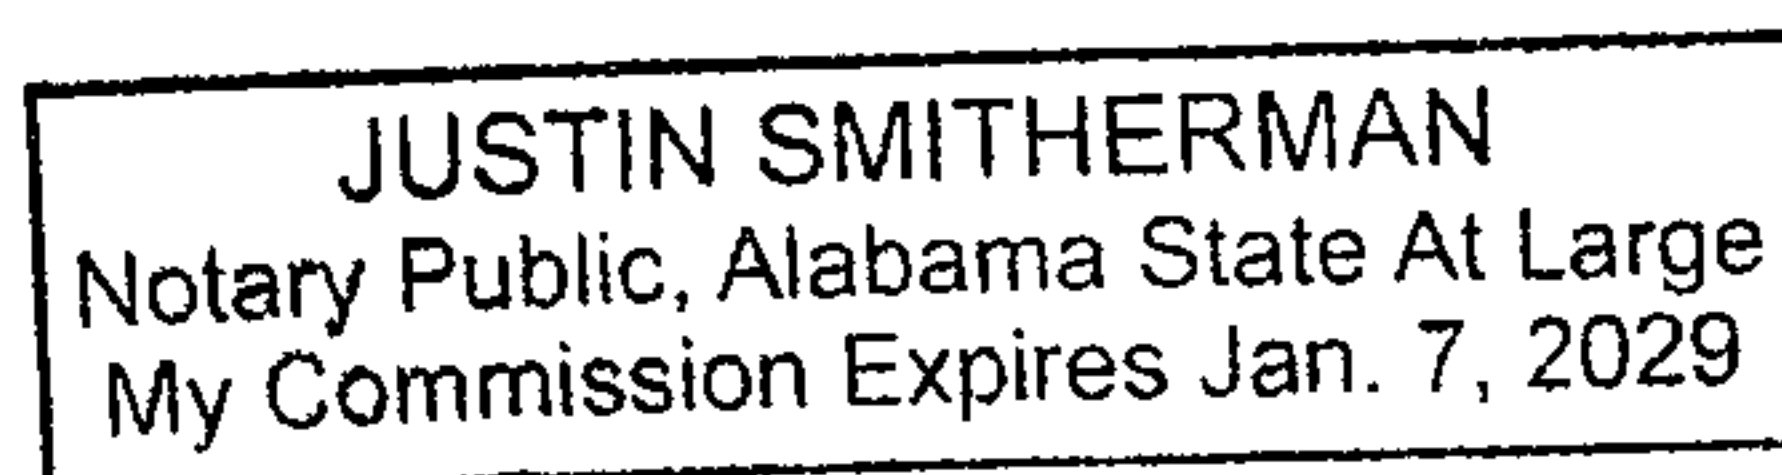 JUSTIN SMITHERMAN
Notary Public, Alabama State At Large
My Commission Expires Jan. 7, 2029